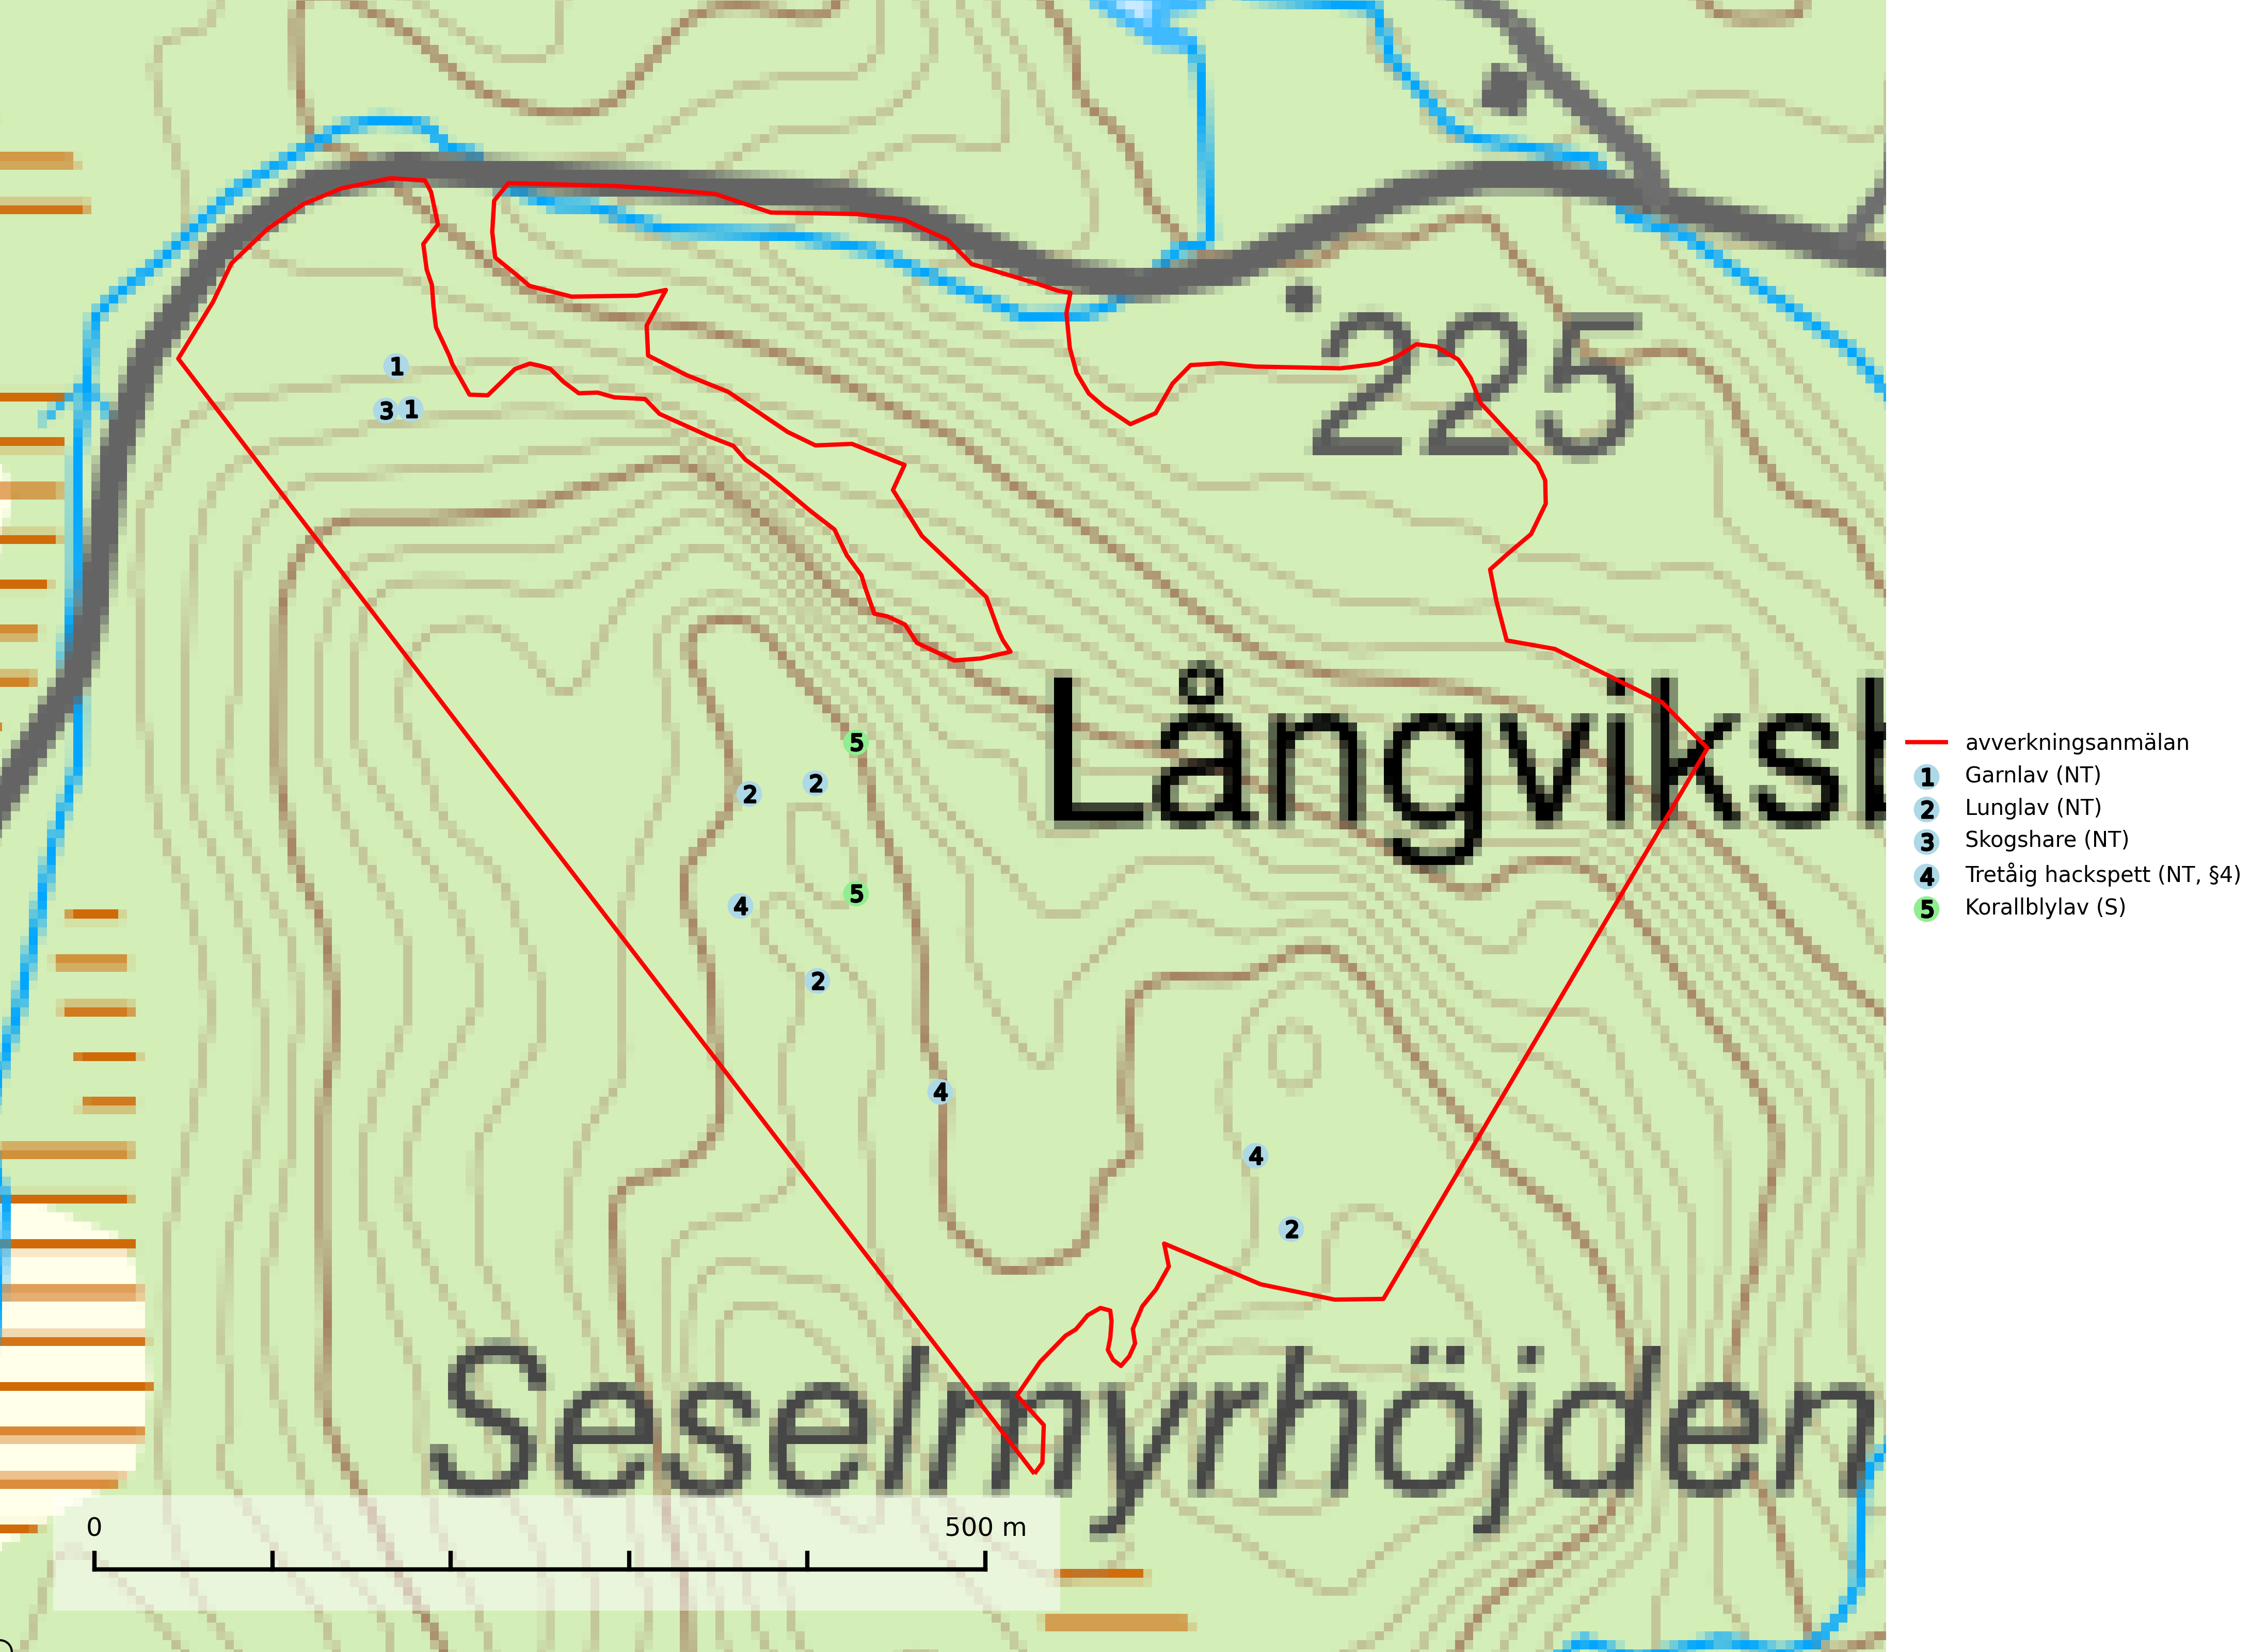 1
3 1
225
Långviksb
5
2
2
5
4
2
4
4
2
Seselmyrhöjden
0 500 m
avverkningsanmälan
1 Garnlav (NT)
2 Lunglav (NT)
3 Skogshare (NT)
4 Tretåig hackspett (NT, §4)
5 Korallblylav (S)